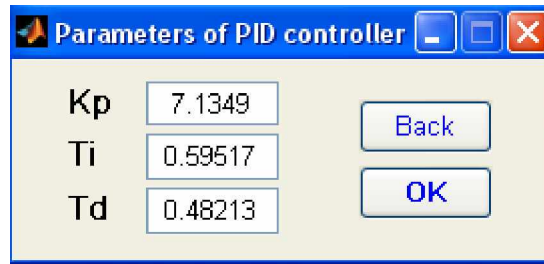 Parameters of PID controller
Kp 7.1349
Back
Ti 0.59517
OK
Td 0.48213